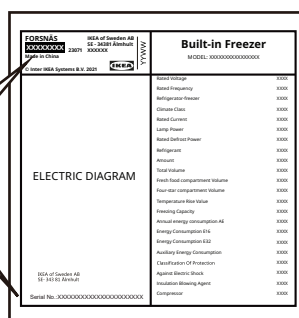 FORSNÄS
XXXXXXXX 23071
Made in China
IKEA of Sweden AB
SE - 34381 Älmhult
XXXXXX
© Inter IKEA Systems B.V. 2021
IKEA
YYWW
Built-in Freezer
MODEL: XXXXXXXXXXXXXXXX
ELECTRIC DIAGRAM
IKEA of Sweden AB
SE- 343 81 Älmhult
Serial No.:XXXXXXXXXXXXXXXXXXXXXX
Rated Voltage XXXX
Rated Frequency XXXX
Refrigerator-freezer XXXX
Climate Class XXXX
Rated Current XXXX
Lamp Power XXXX
Rated Defrost Power XXXX
Refrigerant XXXX
Amount XXXX
Total Volume XXXX
Fresh food compartment Volume XXXX
Four-star compartment Volume XXXX
Temperature Rise Value XXXX
Freezing Capacity XXXX
Annual energy consumption AE XXXX
Energy Consumption E16 XXXX
Energy Consumption E32 XXXX
Auxiliary Energy Consumption XXXX
Classification Of Protection XXXX
Against Electric Shock XXXX
Insulation Blowing Agent XXXX
Compressor XXXX